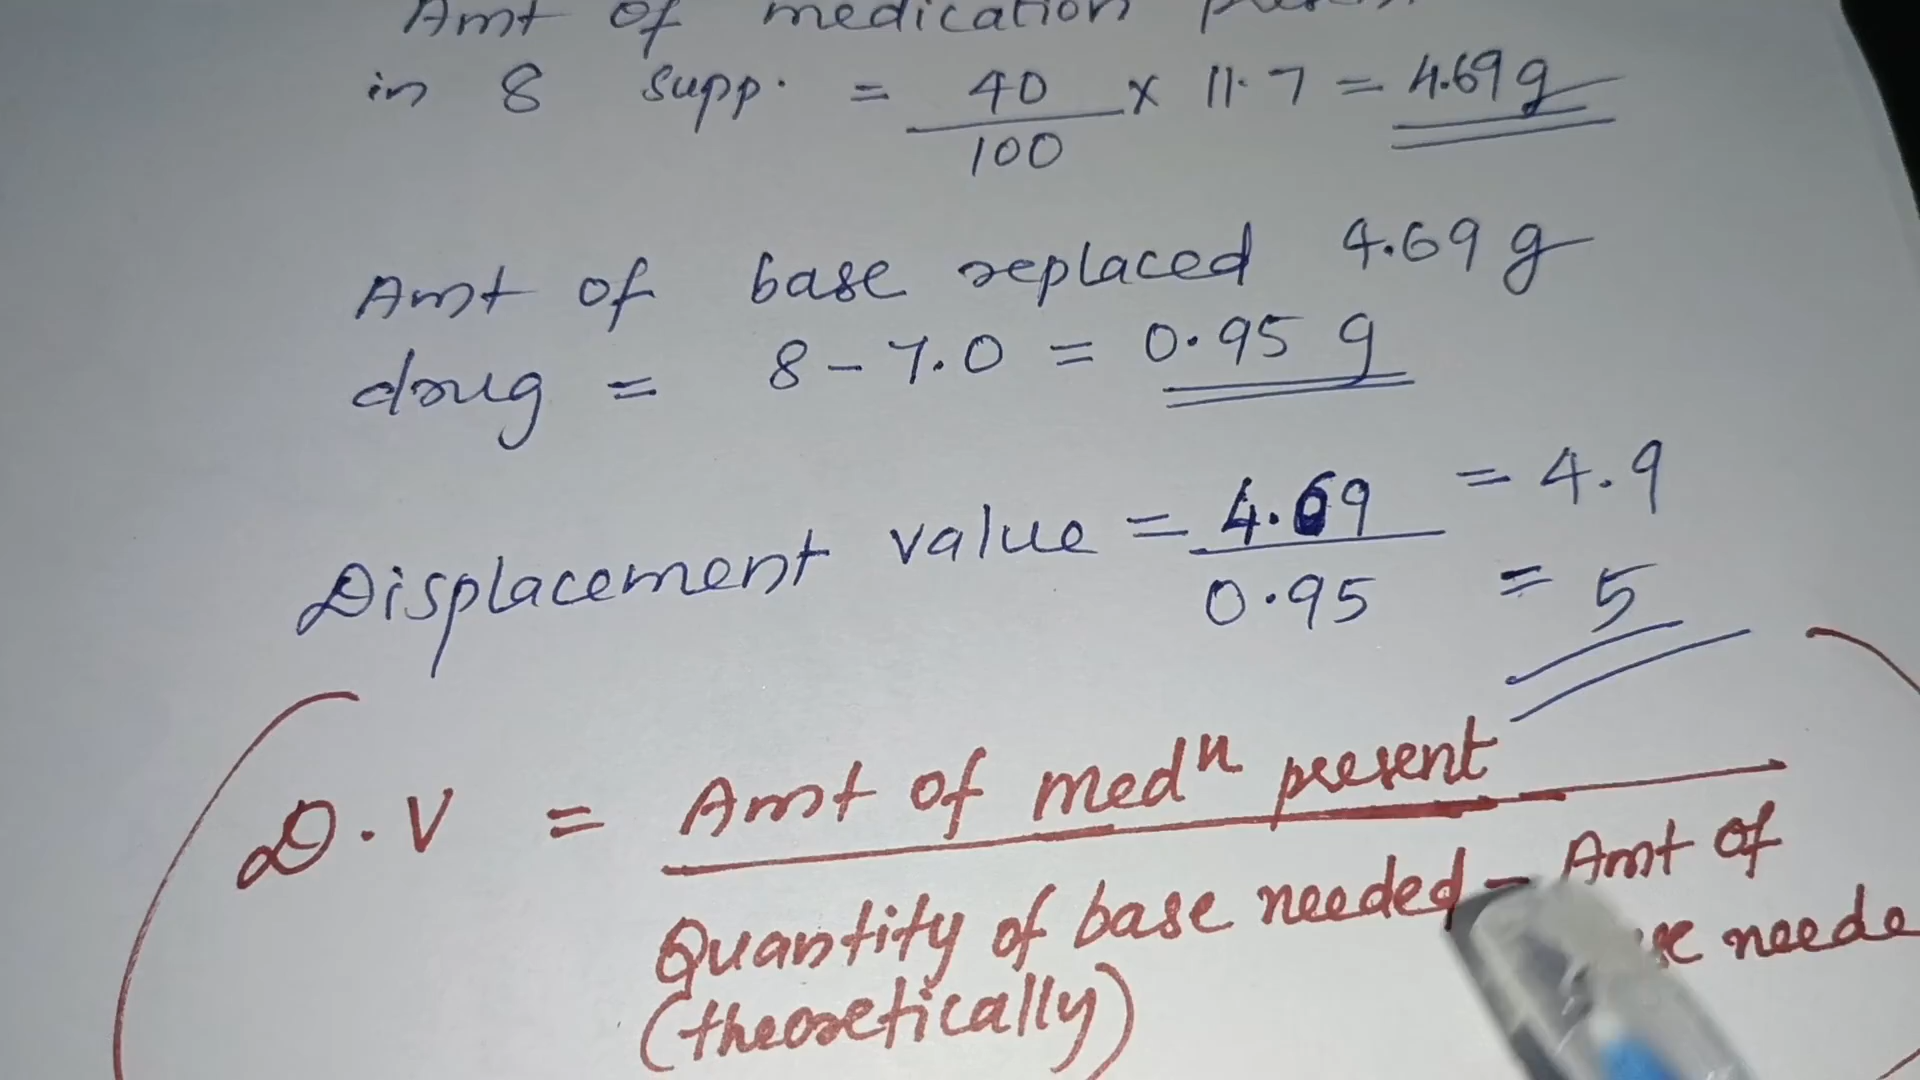 Amt of medication
in 8 supp. = 40/100 x 11.7 = 4.69 g
Amt of base replaced 4.69 g
drug = 8 - 7.0 = 0.95 g
Displacement value = 4.69/0.95 = 4.9
= 5
D.V = Amt of medn present
Quantity of base needed - Amt of
(theoretically) neede